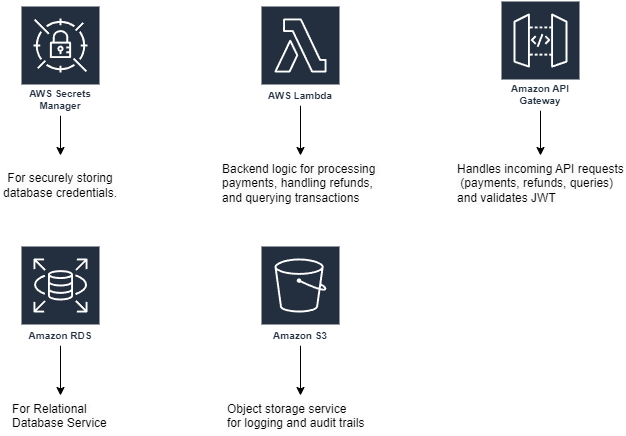 AWS Secrets
Manager
For securely storing
database credentials.
AWS Lambda
Backend logic for processing
payments, handling refunds,
and querying transactions
</>
Amazon API
Gateway
Handles incoming API requests
(payments, refunds, queries)
and validates JWT
Amazon RDS
For Relational
Database Service
Amazon S3
Object storage service
for logging and audit trails